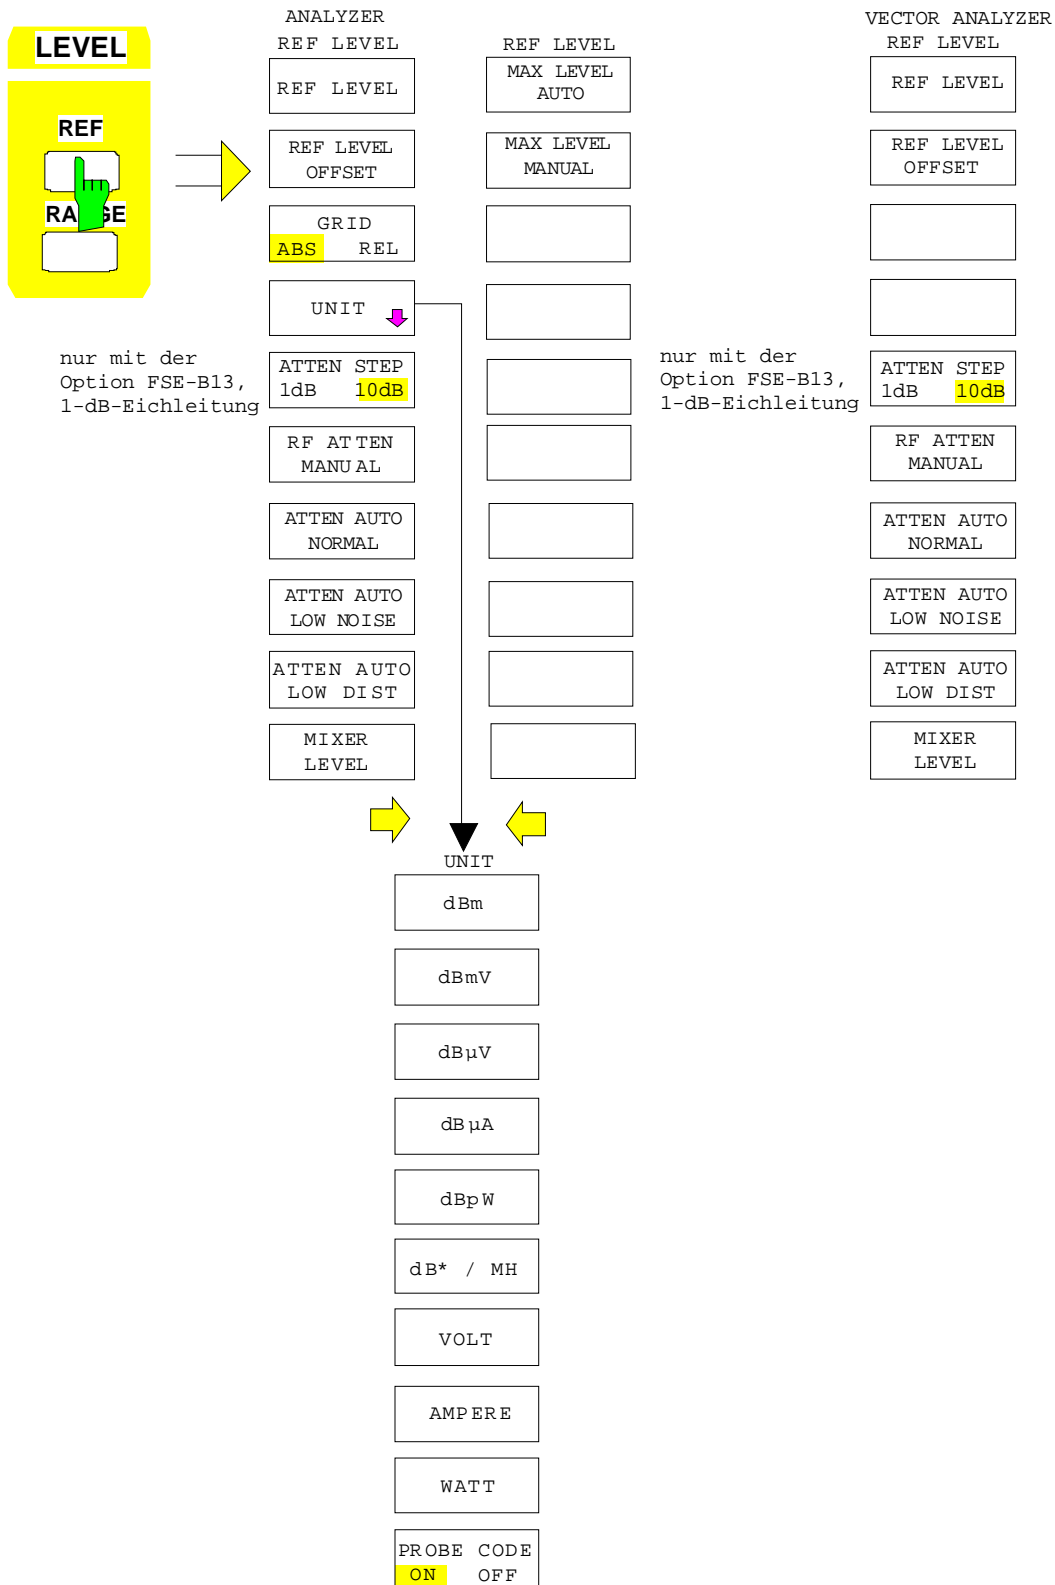 LEVEL
REF
RANGE
ANALYZER
REF LEVEL
REF LEVEL
REF LEVEL
OFFSET
GRID
ABS REL
UNIT
nur mit der
Option FSE-B13,
1-dB-Eichleitung
ATTEN STEP
1dB 10dB
RF ATTEN
MANUAL
ATTEN AUTO
NORMAL
ATTEN AUTO
LOW NOISE
ATTEN AUTO
LOW DIST
MIXER
LEVEL
REF LEVEL
MAX LEVEL
AUTO
MAX LEVEL
MANUAL
VECTOR ANALYZER
REF LEVEL
REF LEVEL
REF LEVEL
OFFSET
nur mit der
Option FSE-B13,
1-dB-Eichleitung
ATTEN STEP
1dB 10dB
RF ATTEN
MANUAL
ATTEN AUTO
NORMAL
ATTEN AUTO
LOW NOISE
ATTEN AUTO
LOW DIST
MIXER
LEVEL
UNIT
dBm
dBmV
dBµV
dBµA
dBpW
dB* / MH
VOLT
AMPERE
WATT
PROBE CODE
ON OFF